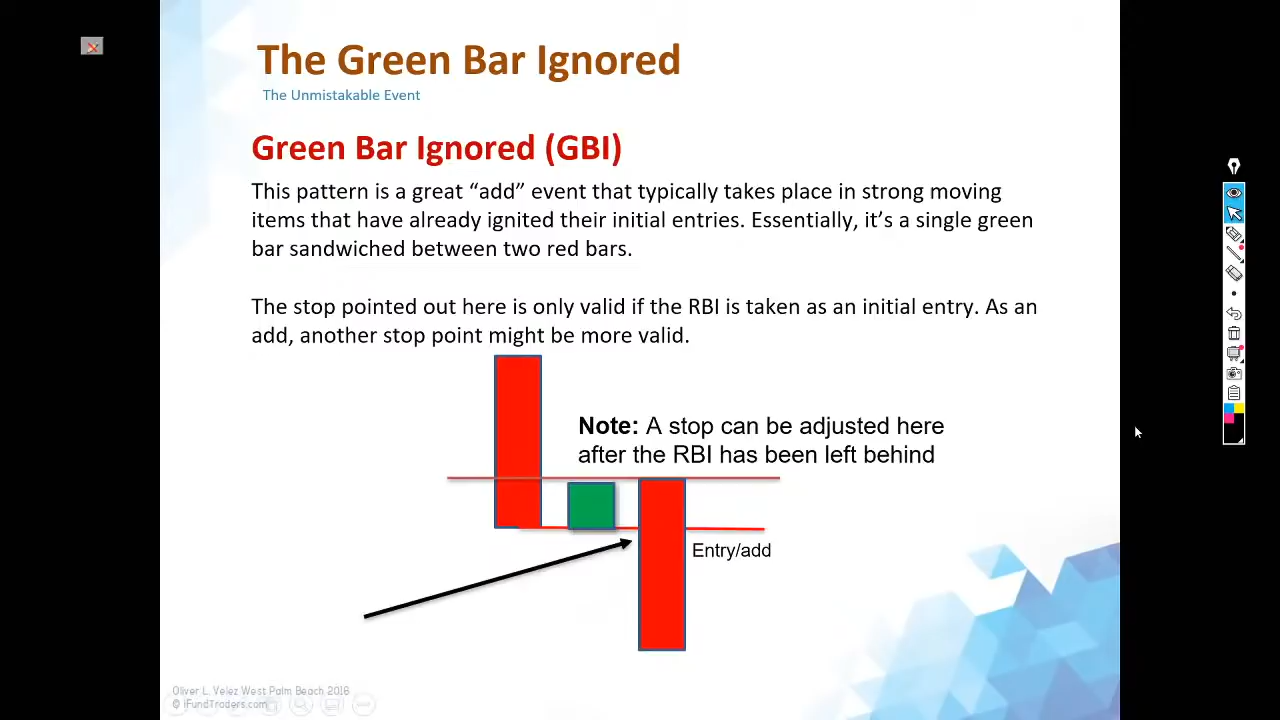 The Green Bar Ignored
The Unmistakable Event
Green Bar Ignored (GBI)
This pattern is a great “add” event that typically takes place in strong moving
items that have already ignited their initial entries. Essentially, it’s a single green
bar sandwiched between two red bars.
The stop pointed out here is only valid if the RBI is taken as an initial entry. As an
add, another stop point might be more valid.
Note: A stop can be adjusted here
after the RBI has been left behind
Entry/add
Oliver L. Velez West Palm Beach 2016
© iFundTraders.com